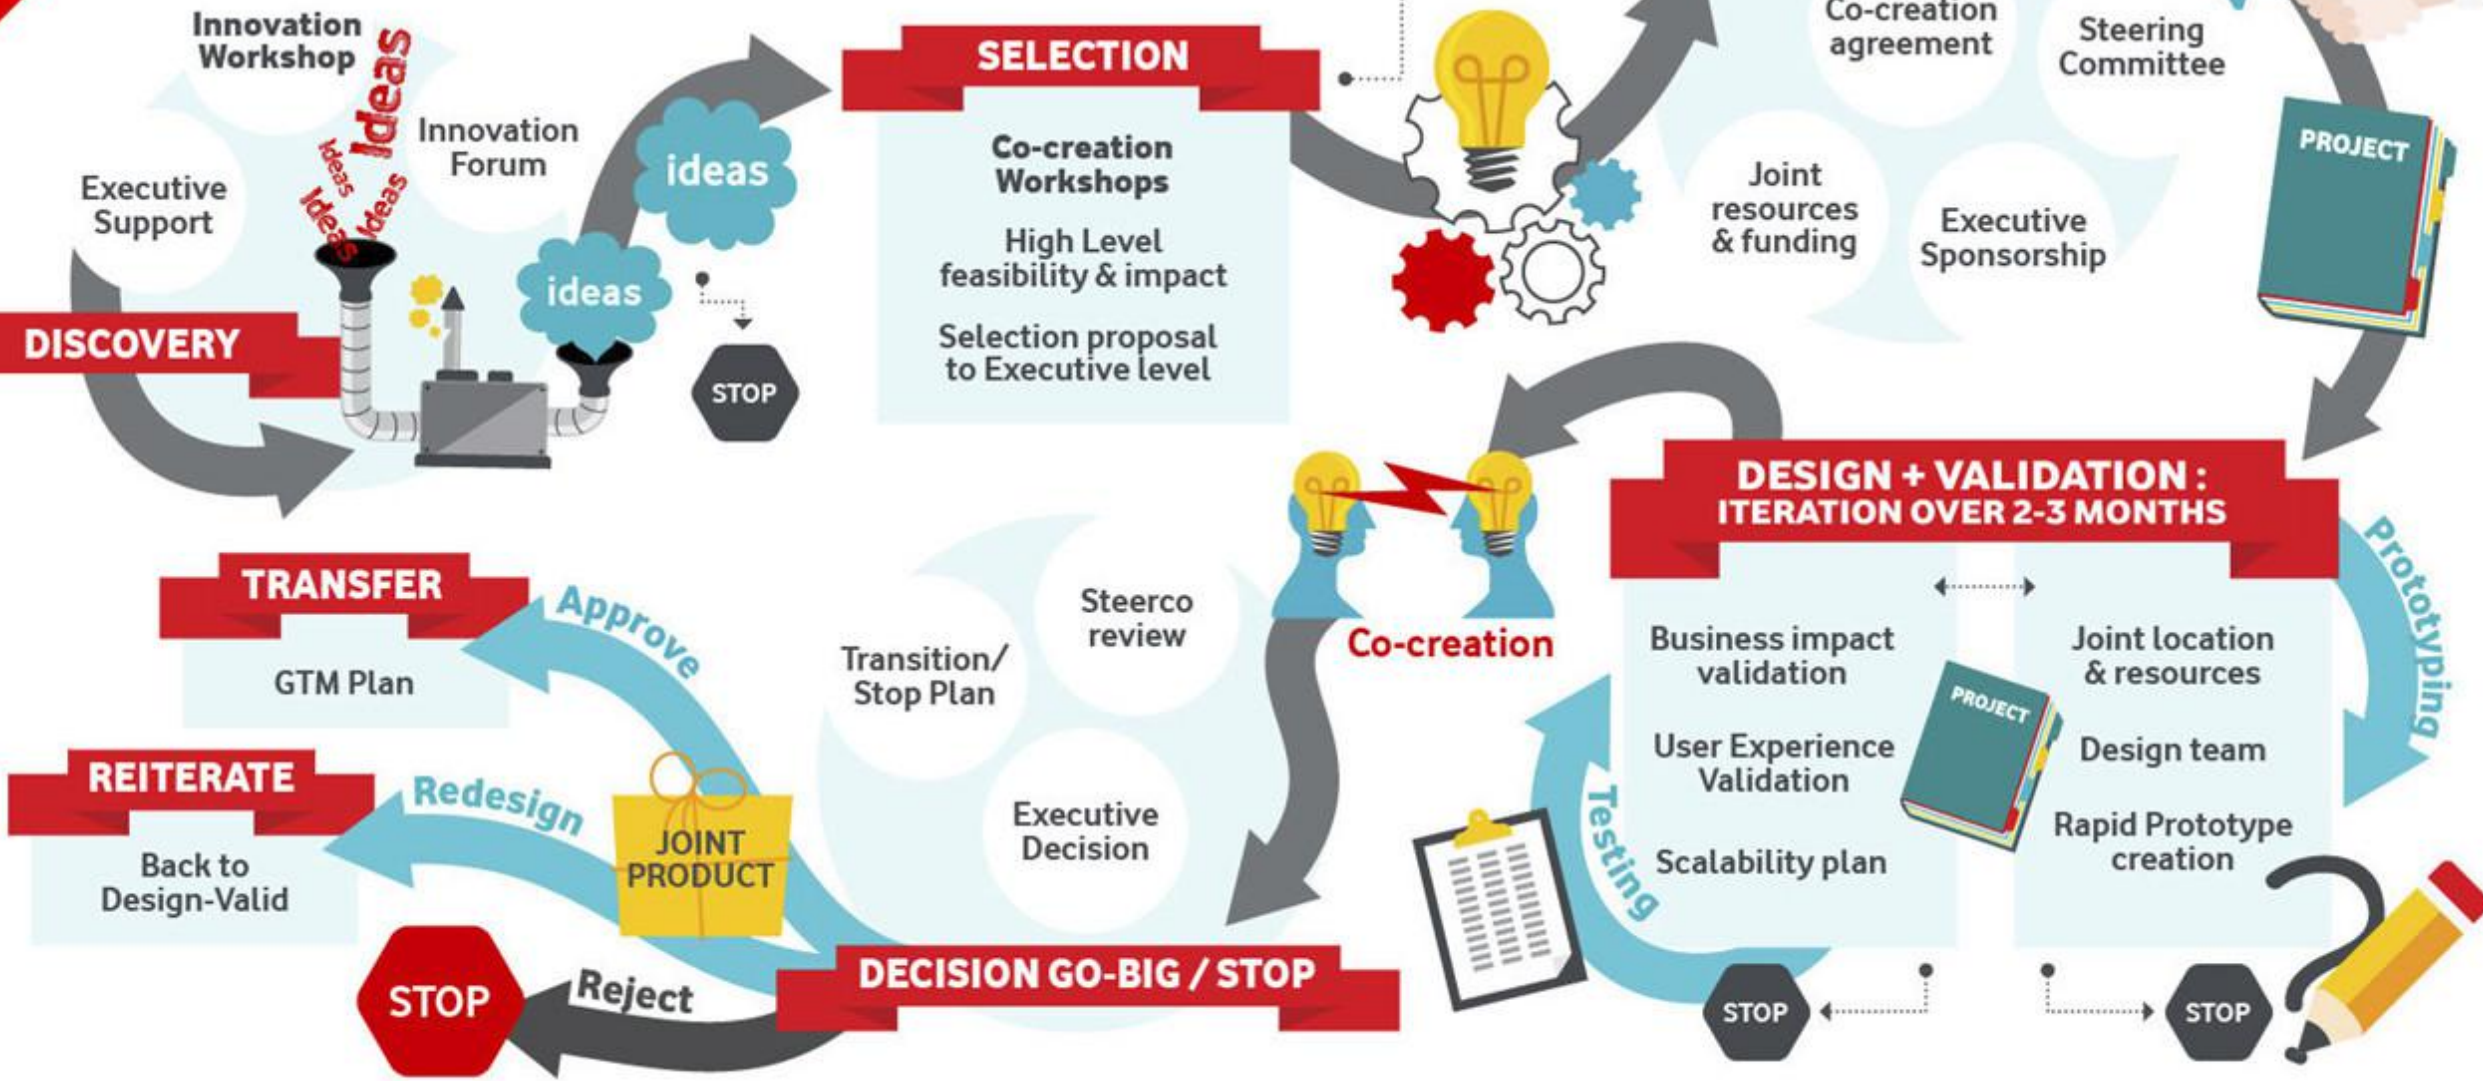 Innovation
Workshop
Ideas
Ideas
Ideas
Ideas
Ideas
Executive
Support
Innovation
Forum
ideas
ideas
DISCOVERY
STOP
SELECTION
Co-creation
Workshops
High Level
feasibility & impact
Selection proposal
to Executive level
Co-creation
agreement
Steering
Committee
Joint
resources
& funding
Executive
Sponsorship
PROJECT
DESIGN + VALIDATION :
ITERATION OVER 2-3 MONTHS
Prototyping
Business impact
validation
User Experience
Validation
Scalability plan
PROJECT
Joint location
& resources
Design team
Rapid Prototype
creation
Testing
STOP
STOP
Co-creation
Steerco
review
Transition/
Stop Plan
Executive
Decision
DECISION GO-BIG / STOP
TRANSFER
GTM Plan
Approve
REITERATE
Back to
Design-Valid
Redesign
JOINT
PRODUCT
Reject
STOP